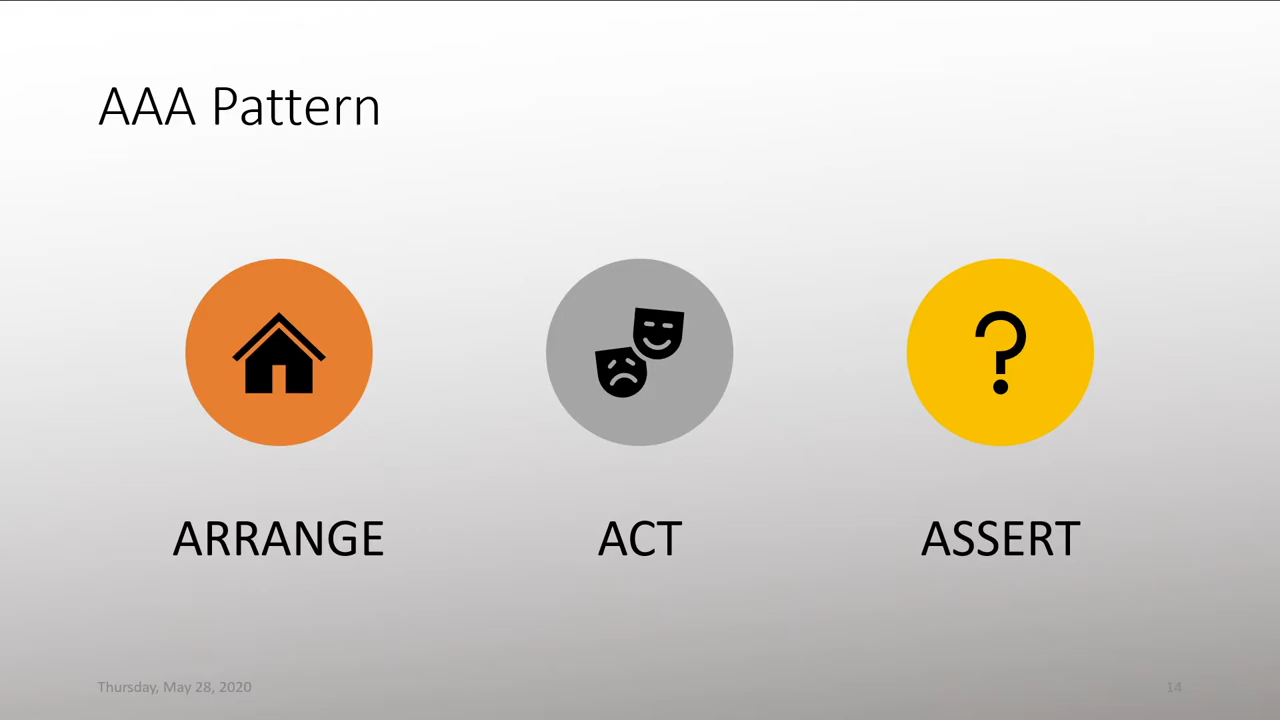 AAA Pattern
ARRANGE
ACT
ASSERT
Thursday, May 28, 2020
14